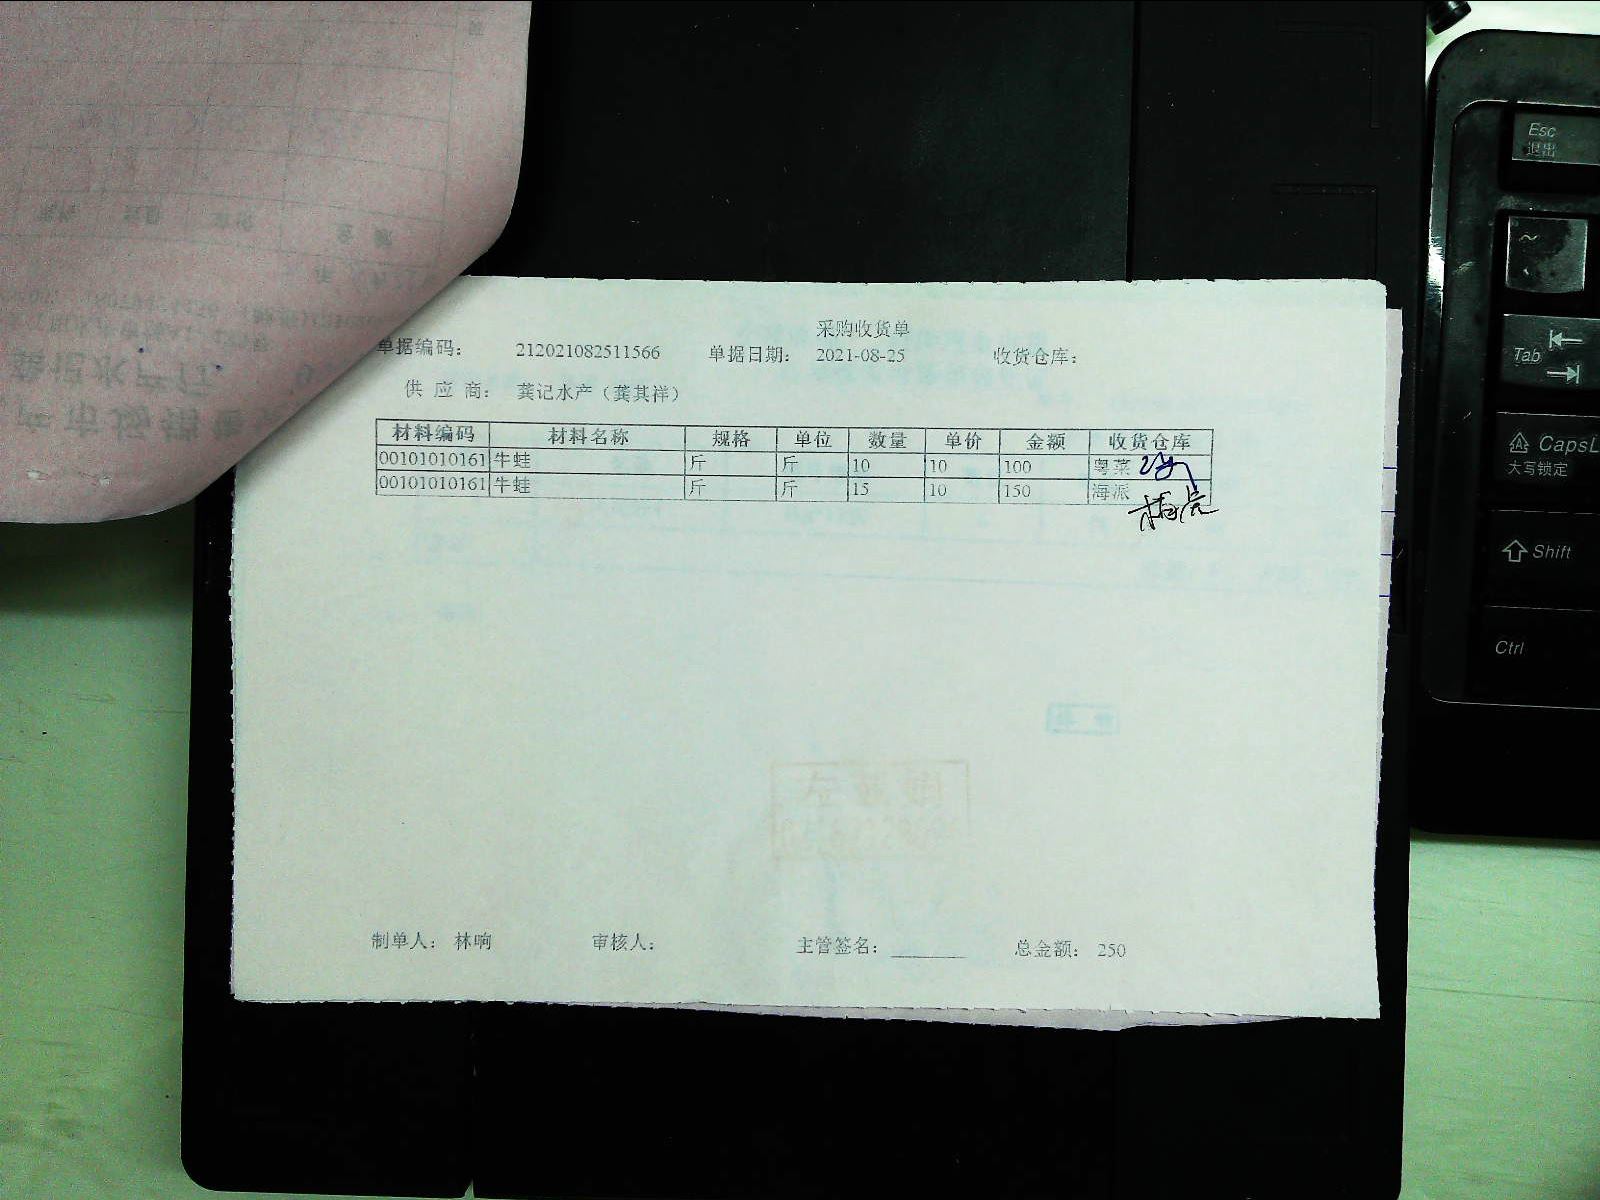 采购收货单
单据编码： 212021082511566 单据日期： 2021-08-25 收货仓库：
供 应 商： 龚记水产（龚其祥）
材料编码 材料名称 规格 单位 数量 单价 金额 收货仓库
00101010161 牛蛙 斤 斤 10 10 100 粤菜
00101010161 牛蛙 斤 斤 15 10 150 海派
制单人： 林响 审核人： 主管签名： 总金额： 250
Esc
退出
~
Tab
CapsL
大写锁定
Shift
Ctrl